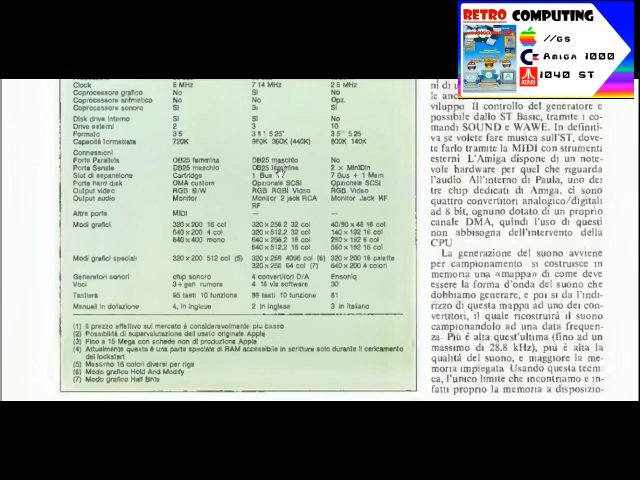 RETRO COMPUTING
//GS
Amiga 1000
1040 ST
Clock 8 MHz 7 14 MHz 2 8 MHz
Coprocessore grafico No Sì No
Coprocessore aritmetico No No Opz.
Coprocessore sonoro Sì Sì
Disk drive interno Sì Sì No
Drive esterni 2 3 10
Formato 3 5" 3 5" 5 25" 3 5" 5 25
Capacità formattata 720K 880K 360K (440K) 800K 140K
Connessioni
Porte Parallela DB25 femmina DB25 maschio No
Porta Seriale DB25 maschio DB25 femmina 2 × MiniDin
Slot di espansione Cartridge 1 Bus 7 Bus + 1 Mem
Porta hard disk DMA custom Opzionale SCSI Opzionale SCSI
Output video RGB B/W RGB RGBI Video RGB Video
Output audio Monitor Monitor 2 jack RCA Monitor Jack RF
RF
Altre porte MIDI — —
Modi grafici 320 x 200 16 col 320 x 256,2 32 col 40/80 x 48 16 col
640 x 200 4 col 320 x 512,2 32 col 140 x 192 16 col
640 x 400 mono 640 x 256,2 16 col 280 x 192 6 col
640 x 512,2 16 col 560 x 192 mono
Modi grafici speciali 320 x 200 512 col (5) 320 x 256 4096 col (6) 320 x 200 16 palette
320 x 256 64 col (7) 640 x 200 4 colori
Generatori sonori chip sonoro 4 convertitori D/A Ensoniq
Voci 3 + gen rumore 4 16 via software 30
Tastiera 95 tasti 10 funzione 89 tasti 10 funzione 81
Manuali in dotazione 4, in inglese 2 in inglese 3 in italiano
(1) Il prezzo effettivo sul mercato è considerevolmente più basso
(2) Possibilità di supervalutazione dell usato originale Apple
(3) Fino a 15 Mega con schede non di produzione Apple
(4) Attualmente questa è una parte speciale di RAM accessibile in scrittura solo durante il caricamento
del kickstart
(5) Massimo 16 colori diversi per riga
(6) Modo grafico Hold And Modify
(7) Modo grafico Half Brite
viluppo Il controllo del generatore è
possibile dallo ST Basic, tramite i co-
mandi SOUND e WAWE. In definiti-
va se volete fare musica sull'ST, dove-
te farlo tramite la MIDI con strumenti
esterni L'Amiga dispone di un note-
vole hardware per quel che riguarda
l'audio All'interno di Paula, uno dei
tre chip dedicati di Amiga, ci sono
quattro convertitori analogico/digitali
ad 8 bit, ognuno dotato di un proprio
canale DMA, quindi l'uso di questi
non abbisogna dell'intervento della
CPU
La generazione del suono avviene
per campionamento si costruisce in
memoria una «mappa» di come deve
essere la forma d'onda del suono che
dobbiamo generare, e poi si dà l'indi-
rizzo di questa mappa ad uno dei con-
vertitori, il quale ricostruirà il suono
campionandolo ad una data frequen-
za- Più è alta quest'ultima (fino ad un
massimo di 28.8 kHz), più è alta la
qualità del suono, e maggiore la me-
moria impiegata Usando questa tecni
ca, l'unico limite che incontriamo è in-
fatti proprio la memoria a disposizio-